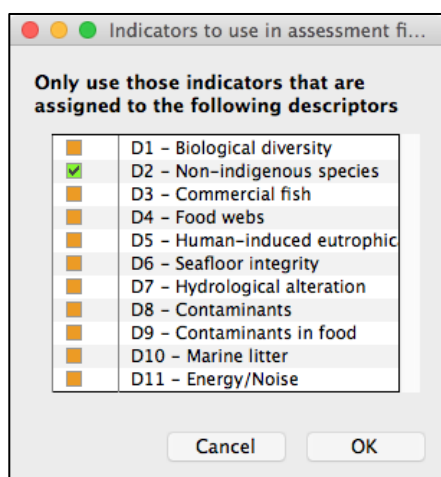 Indicators to use in assessment fi...
Only use those indicators that are
assigned to the following descriptors
D1 – Biological diversity
D2 – Non-indigenous species
D3 – Commercial fish
D4 – Food webs
D5 – Human-induced eutrophic
D6 – Seafloor integrity
D7 – Hydrological alteration
D8 – Contaminants
D9 – Contaminants in food
D10 – Marine litter
D11 – Energy/Noise
Cancel OK